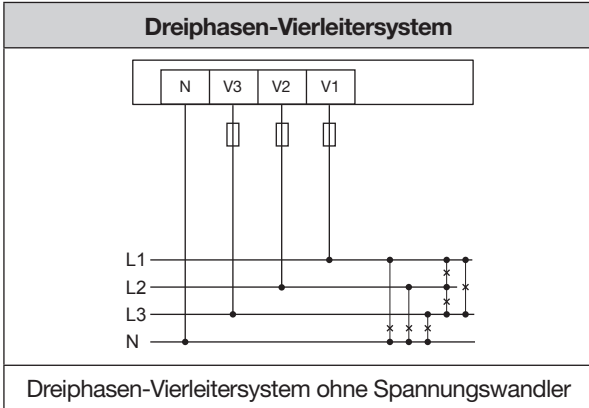 Dreiphasen-Vierleitersystem
N V3 V2 V1
L1
L2
L3
N
Dreiphasen-Vierleitersystem ohne Spannungswandler